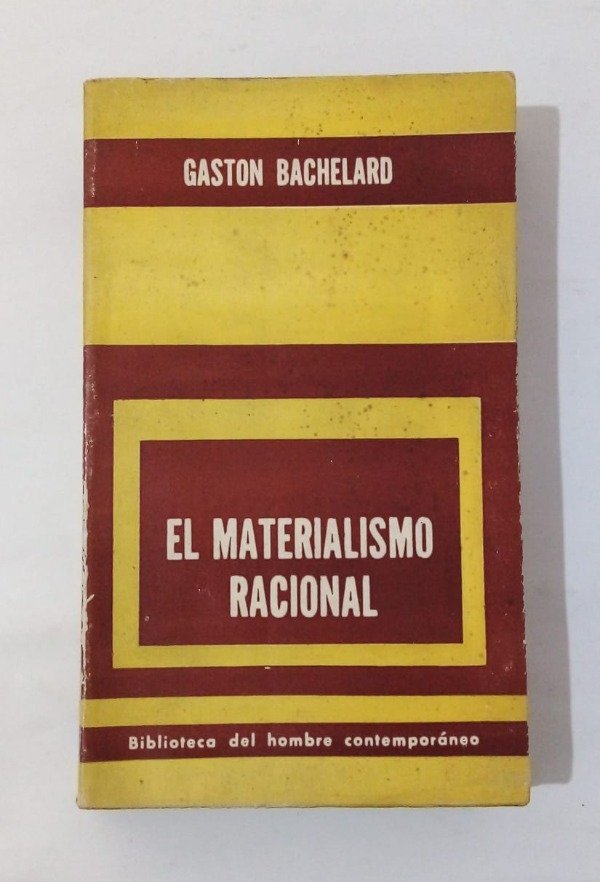 GASTON BACHELARD
EL MATERIALISMO
RACIONAL
Biblioteca del hombre contemporáneo